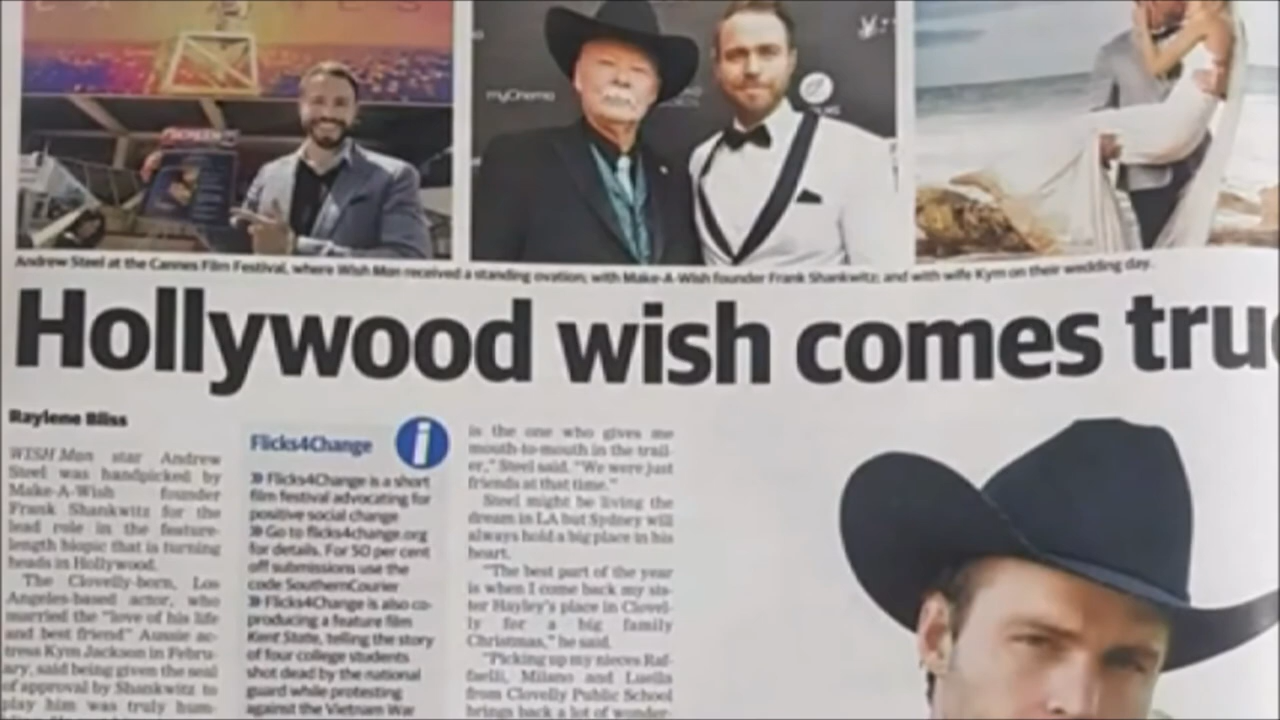 myCinema
Andrew Steel at the Cannes Film Festival, where Wish Man received a standing ovation; with Make-A-Wish founder Frank Shankwitz; and with wife Kym on their wedding day.
Hollywood wish comes tru
Raylene Bliss
WISH Man star Andrew
Steel was handpicked by
Make-A-Wish founder
Frank Shankwitz for the
lead role in the feature-
length biopic that is turning
heads in Hollywood.
The Clovelly-born, Los
Angeles-based actor, who
married the "love of his life
and best friend" Aussie ac-
tress Kym Jackson in Febru-
ary, said being given the seal
of approval by Shankwitz to
play him was truly hum-
Flicks4Change
i
» Flicks4Change is a short
film festival advocating for
positive social change
» Go to flicks4change.org
for details. For 50 per cent
off submissions use the
code SouthernCourier
» Flicks4Change is also co-
producing a feature film
Kent State, telling the story
of four college students
shot dead by the national
guard while protesting
against the Vietnam War
is the one who gives me
mouth-to-mouth in the trail-
er," Steel said. "We were just
friends at that time."
Steel might be living the
dream in LA but Sydney will
always hold a big place in his
heart.
"The best part of the year
is when I come back my sis-
ter Hayley's place in Clovel-
ly for a big family
Christmas," he said.
"Picking up my nieces Raf-
faelli, Milano and Luella
from Clovelly Public School
brings back a lot of wonder-